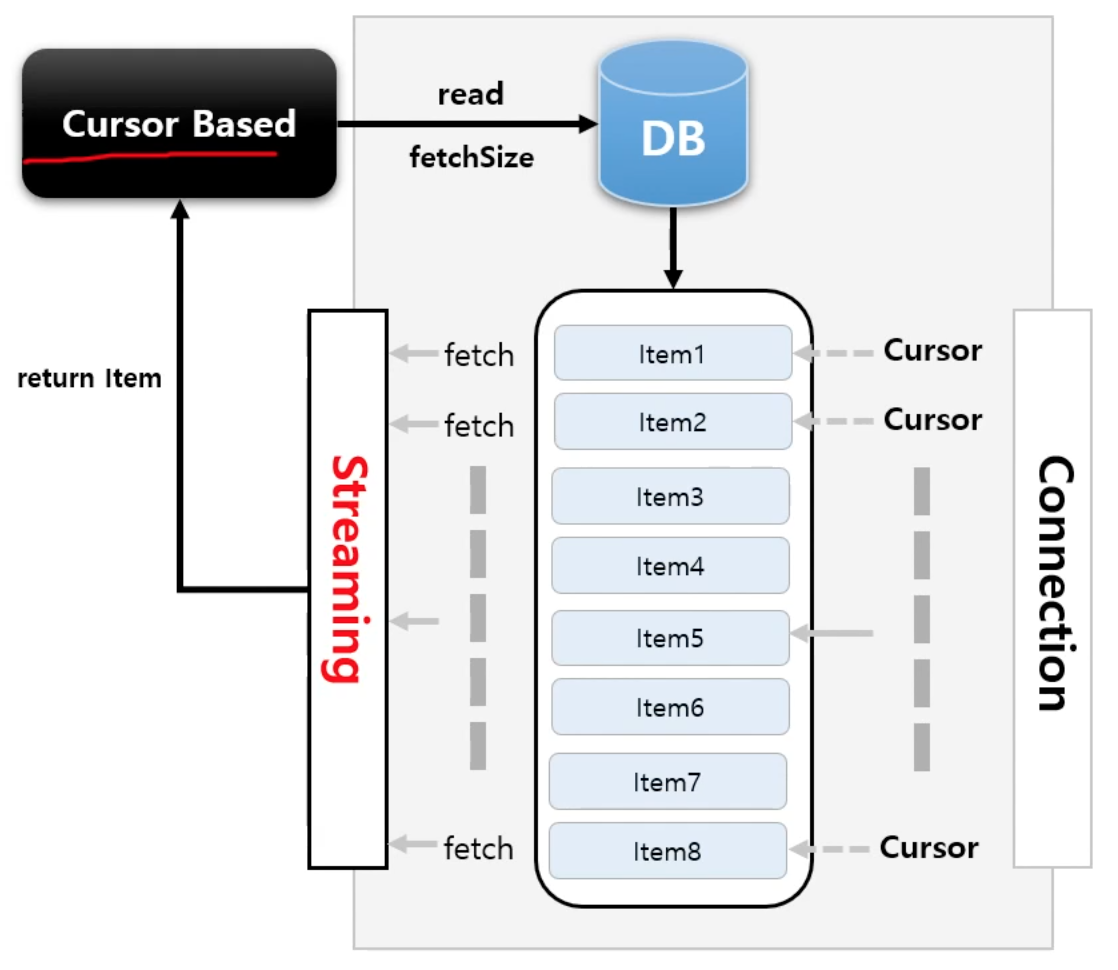 Cursor Based
read
fetchSize
DB
return Item
Streaming
fetch
Item1
Cursor
fetch
Item2
Cursor
Item3
Item4
Item5
Item6
Item7
fetch
Item8
Cursor
Connection